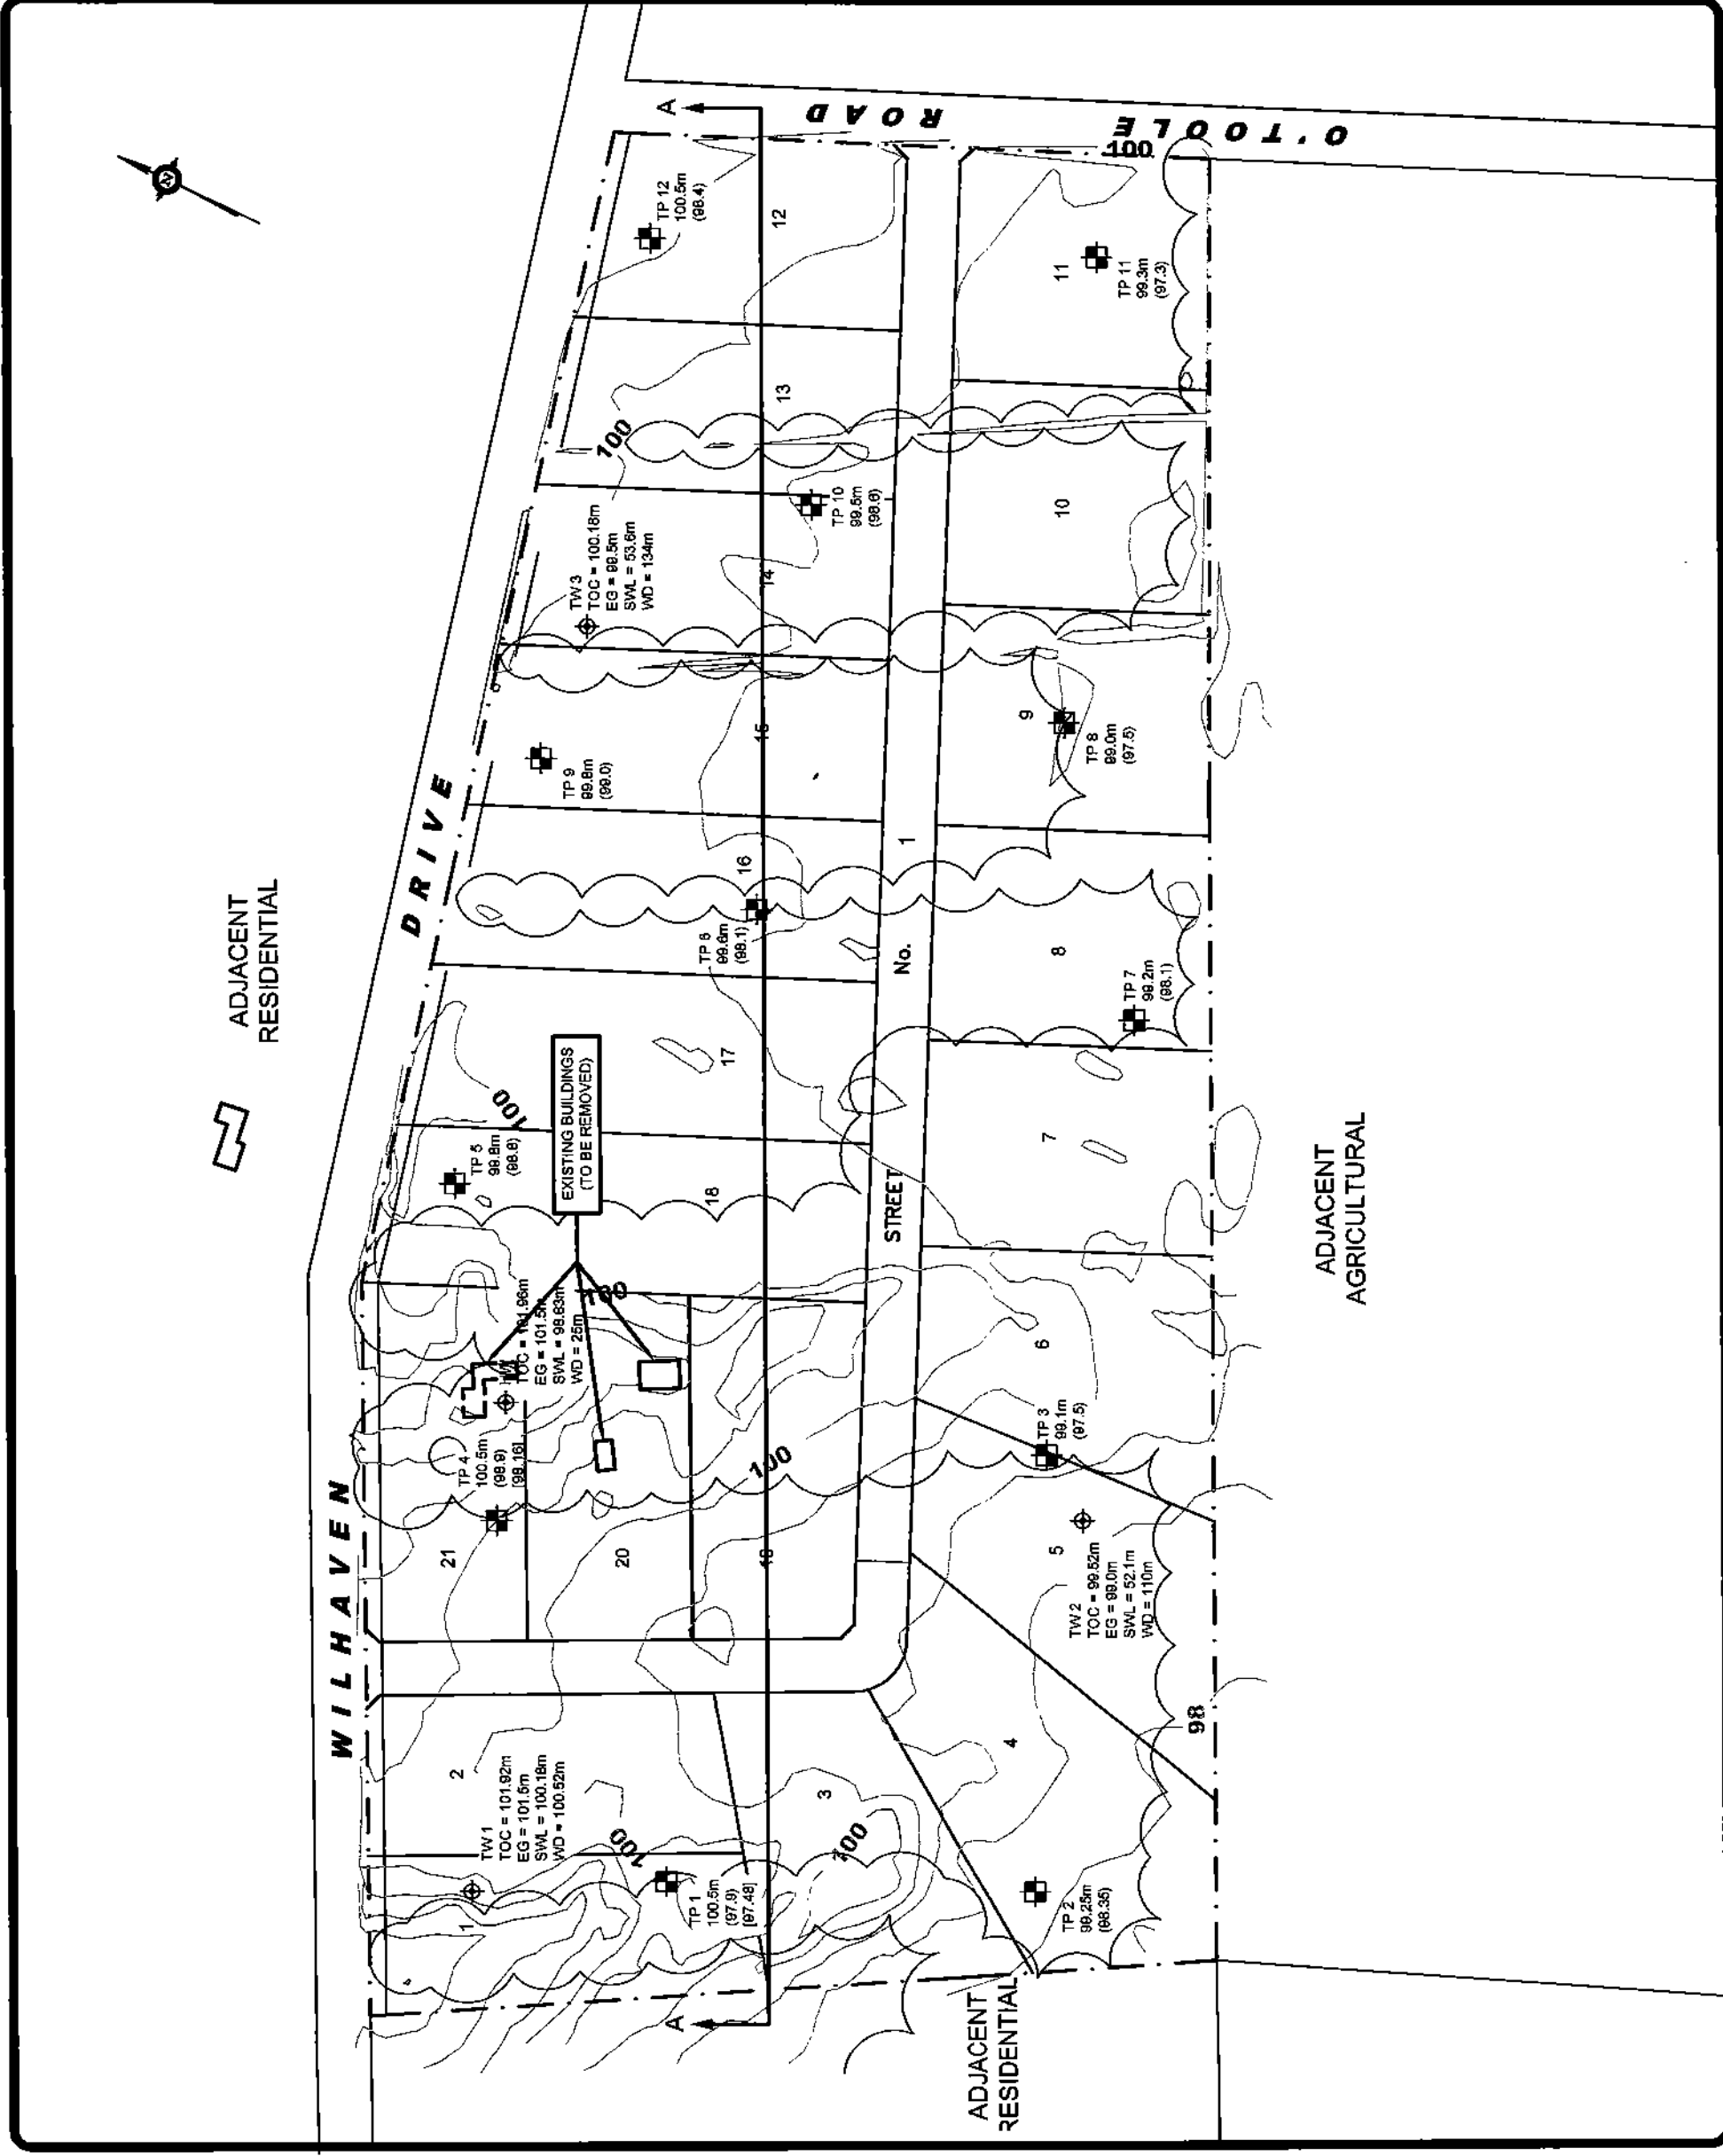 N
ADJACENT
RESIDENTIAL
WILHAVEN DRIVE
O'TOOLE ROAD
STREET No. 1
A
A
1
2
3
4
5
6
7
8
9
10
11
12
13
14
15
16
17
18
19
20
21
TW 1
TOC = 101.92m
EG = 101.5m
SWL = 100.18m
WD = 100.52m
TP 1
100.5m
(97.9)
[97.48]
TP 2
99.25m
(98.35)
TW 2
TOC = 99.52m
EG = 99.0m
SWL = 52.1m
WD = 110m
TP 3
99.1m
(97.5)
TP 4
100.5m
(98.9)
[98.16]
TOC = 101.96m
EG = 101.5m
SWL = 98.83m
WD = 25m
EXISTING BUILDINGS
(TO BE REMOVED)
TP 5
99.8m
(98.8)
TP 6
99.6m
(98.1)
TP 7
99.2m
(98.1)
TP 8
99.0m
(97.5)
TP 9
99.8m
(99.0)
TW 3
TOC = 100.18m
EG = 99.5m
SWL = 53.6m
WD = 134m
TP 10
99.5m
(98.6)
TP 11
99.3m
(97.3)
TP 12
100.5m
(98.4)
100
100
100
100
100
100
100
98
ADJACENT
RESIDENTIAL
ADJACENT
AGRICULTURAL